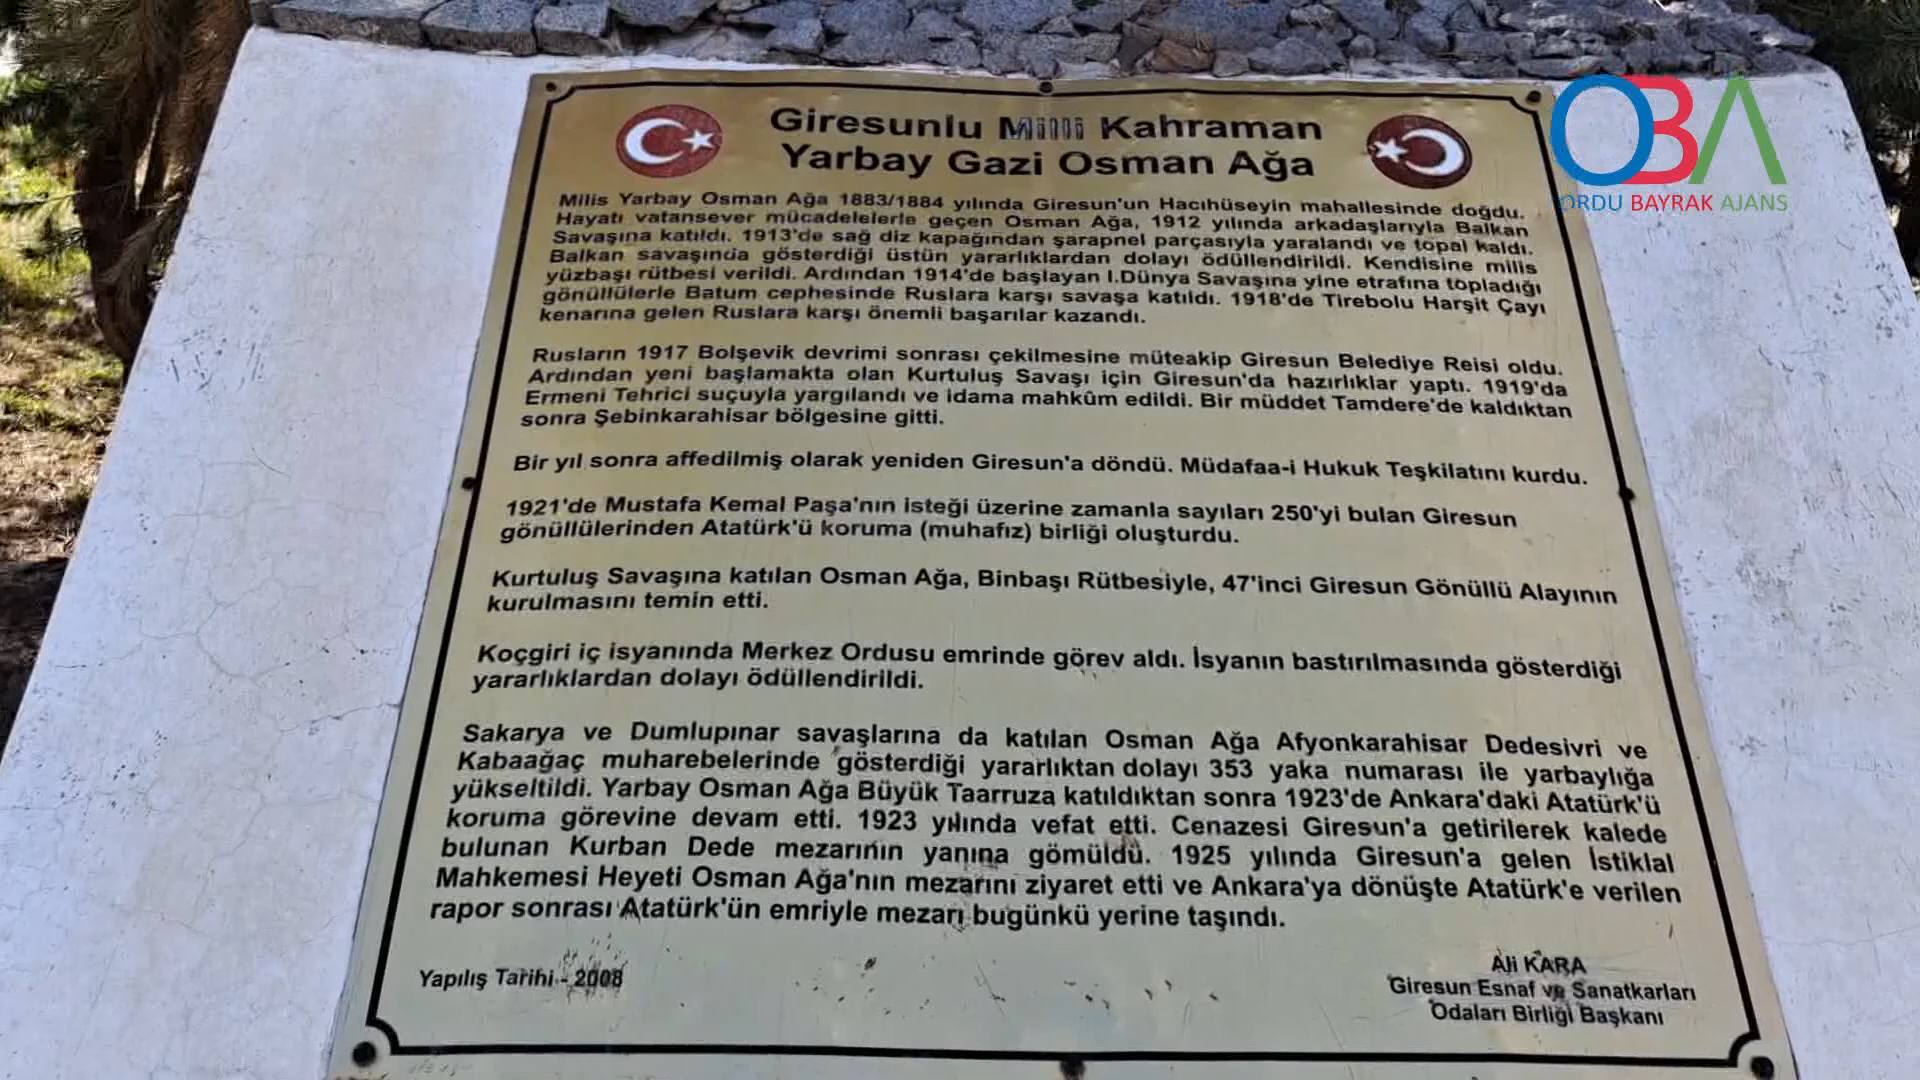 Giresunlu Milli Kahraman
Yarbay Gazi Osman Ağa
OBA
ORDU BAYRAK AJANS
Milis Yarbay Osman Ağa 1883/1884 yılında Giresun'un Hacıhüseyin mahallesinde doğdu.
Hayatı vatansever mücadelelerle geçen Osman Ağa, 1912 yılında arkadaşlarıyla Balkan
Savaşına katıldı. 1913'de sağ diz kapağından şarapnel parçasıyla yaralandı ve topal kaldı.
Balkan savaşında gösterdiği üstün yararlıklardan dolayı ödüllendirildi. Kendisine milis
yüzbaşı rütbesi verildi. Ardından 1914'de başlayan I.Dünya Savaşına yine etrafına topladığı
gönüllülerle Batum cephesinde Ruslara karşı savaşa katıldı. 1918'de Tirebolu Harşit Çayı
kenarına gelen Ruslara karşı önemli başarılar kazandı.
Rusların 1917 Bolşevik devrimi sonrası çekilmesine müteakip Giresun Belediye Reisi oldu.
Ardından yeni başlamakta olan Kurtuluş Savaşı için Giresun'da hazırlıklar yaptı. 1919'da
Ermeni Tehrici suçuyla yargılandı ve idama mahkûm edildi. Bir müddet Tamdere'de kaldıktan
sonra Şebinkarahisar bölgesine gitti.
Bir yıl sonra affedilmiş olarak yeniden Giresun'a döndü. Müdafaa-i Hukuk Teşkilatını kurdu.
1921'de Mustafa Kemal Paşa'nın isteği üzerine zamanla sayıları 250'yi bulan Giresun
gönüllülerinden Atatürk'ü koruma (muhafız) birliği oluşturdu.
Kurtuluş Savaşına katılan Osman Ağa, Binbaşı Rütbesiyle, 47'inci Giresun Gönüllü Alayının
kurulmasını temin etti.
Koçgiri iç isyanında Merkez Ordusu emrinde görev aldı. İsyanın bastırılmasında gösterdiği
yararlıklardan dolayı ödüllendirildi.
Sakarya ve Dumlupınar savaşlarına da katılan Osman Ağa Afyonkarahisar Dedesivri ve
Kabaağaç muharebelerinde gösterdiği yararlıktan dolayı 353 yaka numarası ile yarbaylığa
yükseltildi. Yarbay Osman Ağa Büyük Taarruza katıldıktan sonra 1923'de Ankara'daki Atatürk'ü
koruma görevine devam etti. 1923 yılında vefat etti. Cenazesi Giresun'a getirilerek kalede
bulunan Kurban Dede mezarının yanına gömüldü. 1925 yılında Giresun'a gelen İstiklal
Mahkemesi Heyeti Osman Ağa'nın mezarını ziyaret etti ve Ankara'ya dönüşte Atatürk'e verilen
rapor sonrası Atatürk'ün emriyle mezarı bugünkü yerine taşındı.
Yapılış Tarihi - 2008
Ali KARA
Giresun Esnaf ve Sanatkarları
Odaları Birliği Başkanı